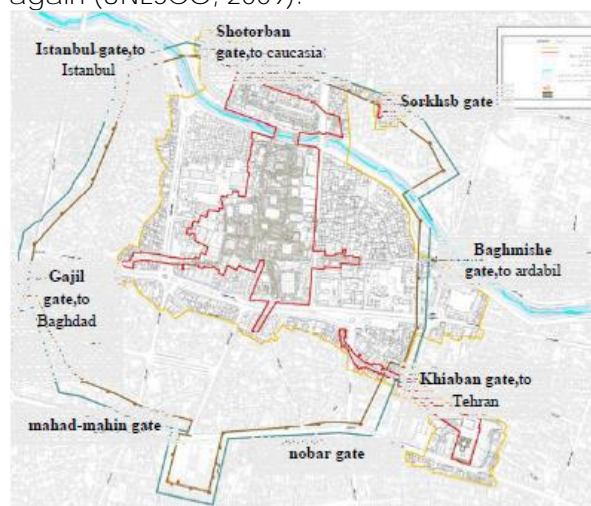 again (UNESCO, 2009).
Shotorban
gate,to caucasia
Istanbul gate,to
Istanbul
Sorkhsb gate
Baghmishe
gate,to ardabil
Gajil
gate,to
Baghdad
Khiaban gate,to
Tehran
mahad-mahin gate
nobar gate